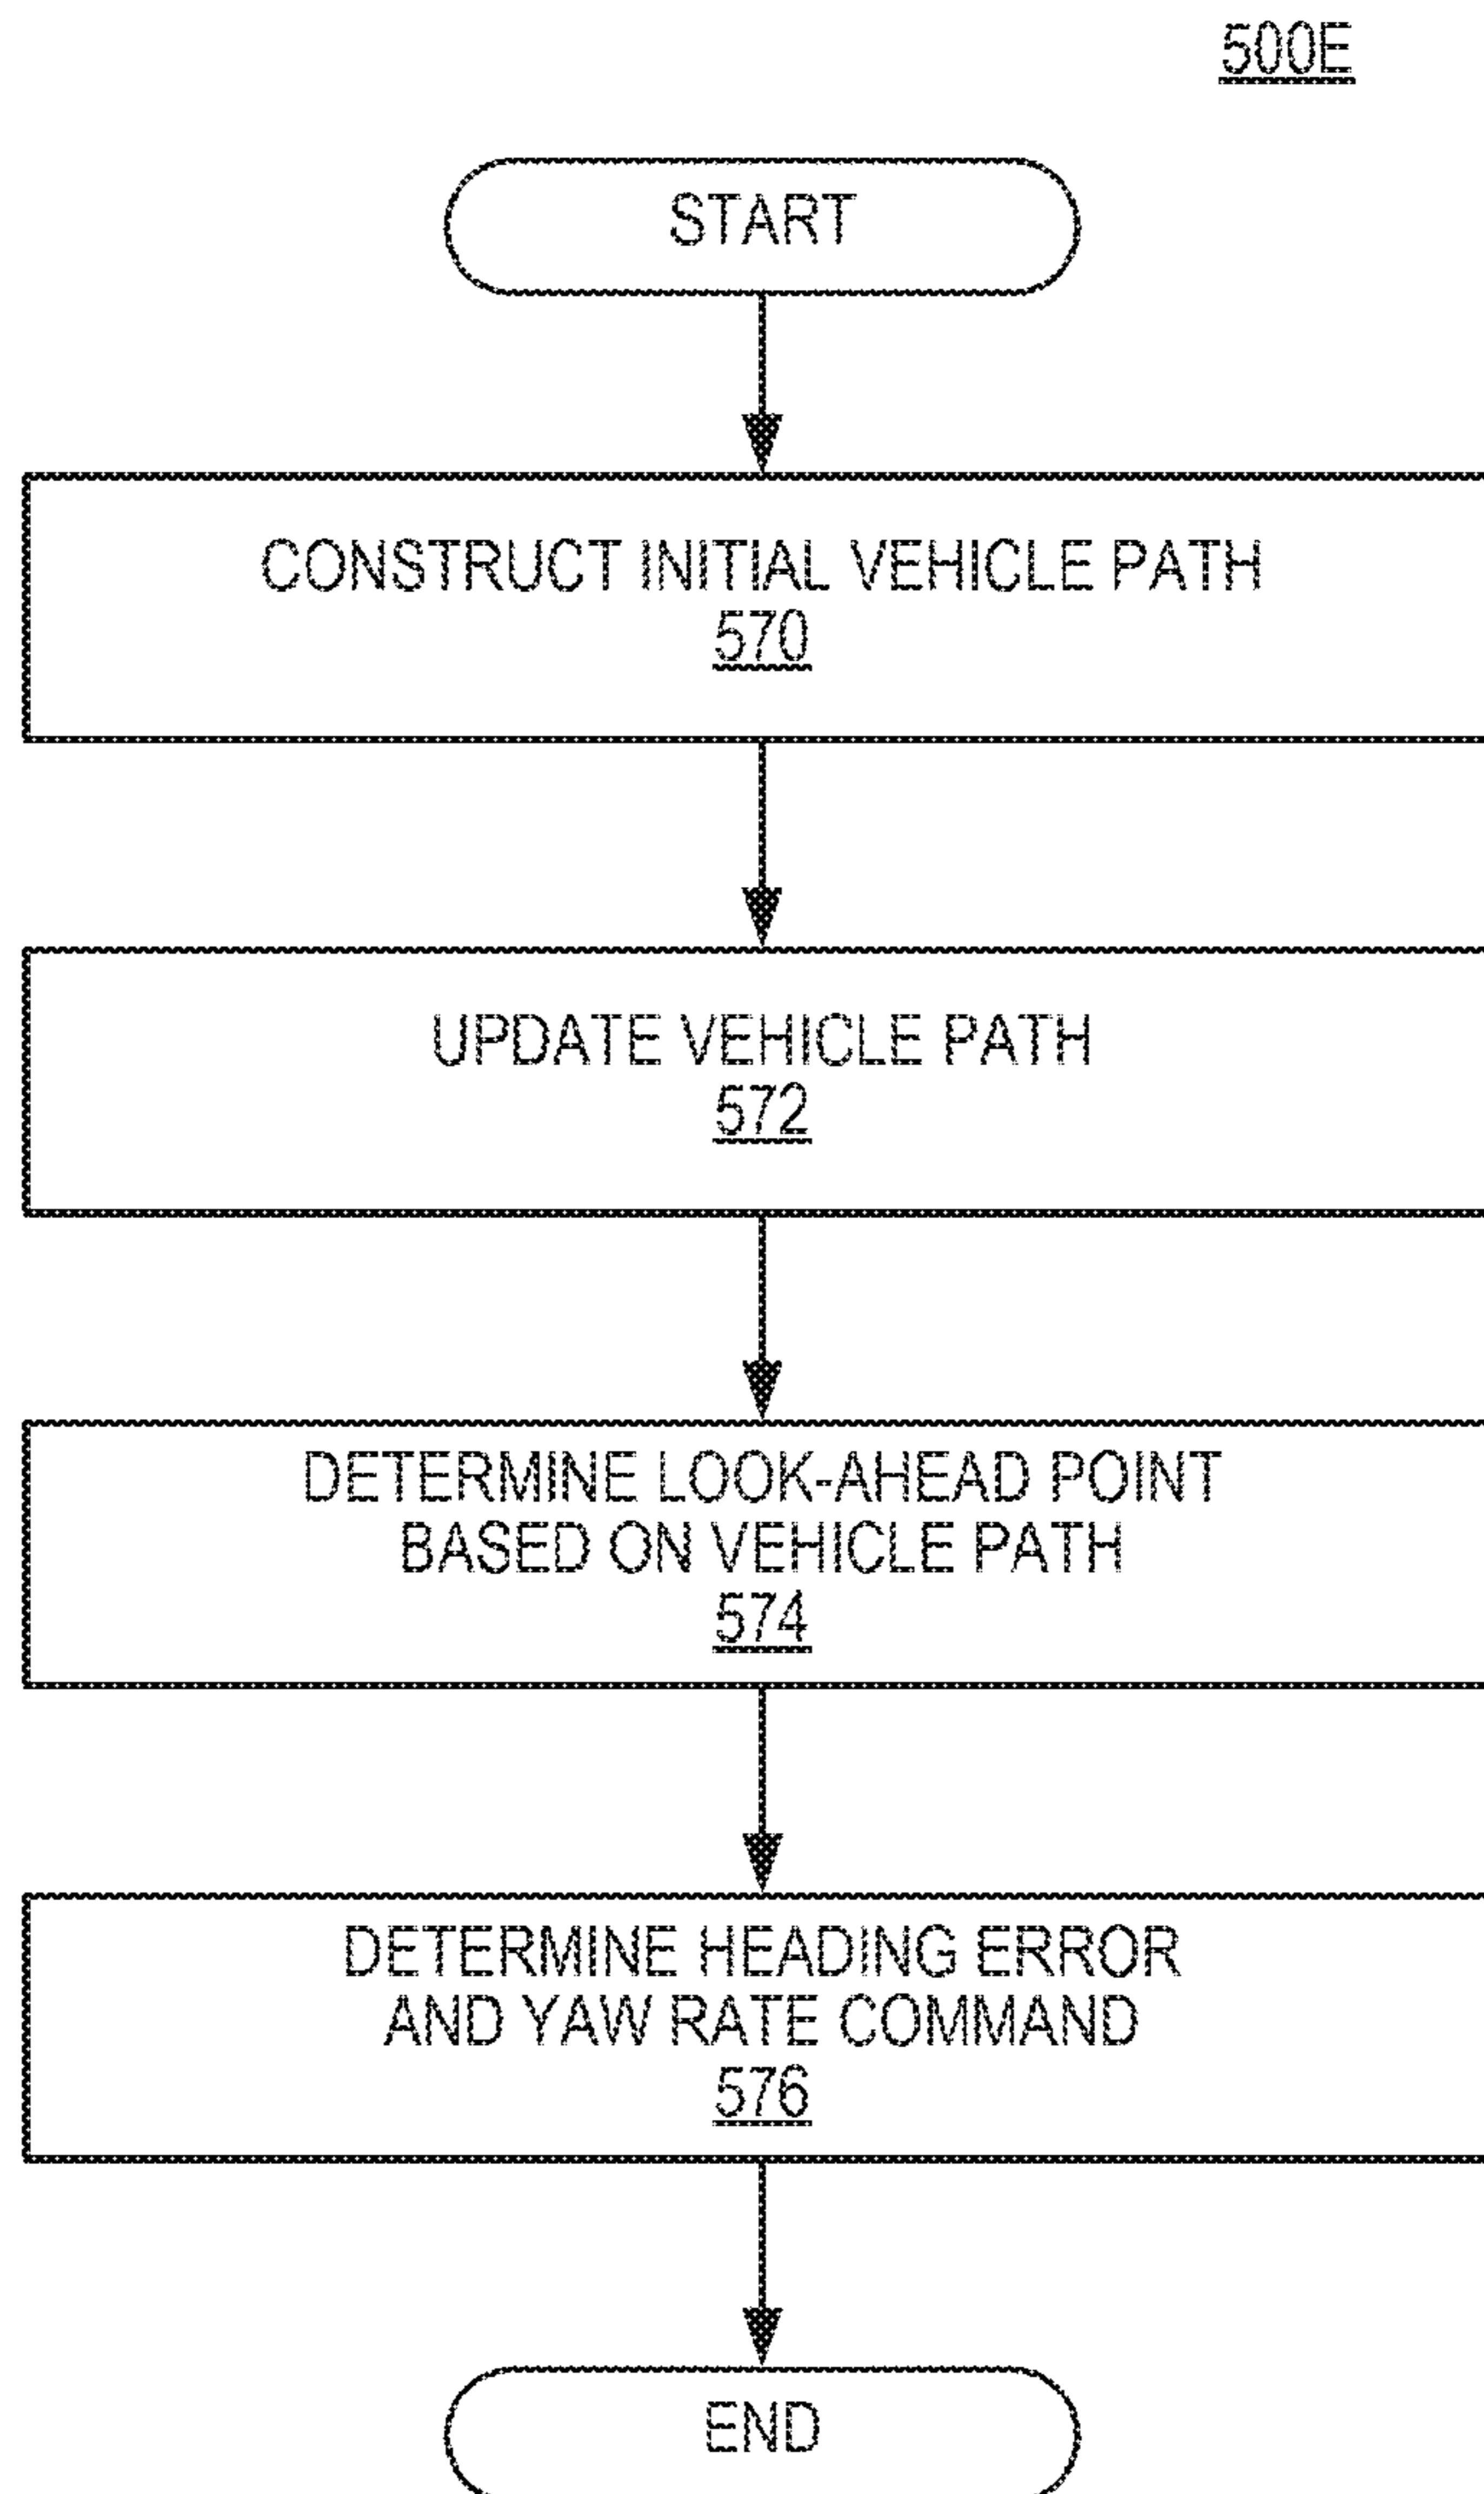 500E
START
CONSTRUCT INITIAL VEHICLE PATH
570
UPDATE VEHICLE PATH
572
DETERMINE LOOK-AHEAD POINT
BASED ON VEHICLE PATH
574
DETERMINE HEADING ERROR
AND YAW RATE COMMAND
576
END